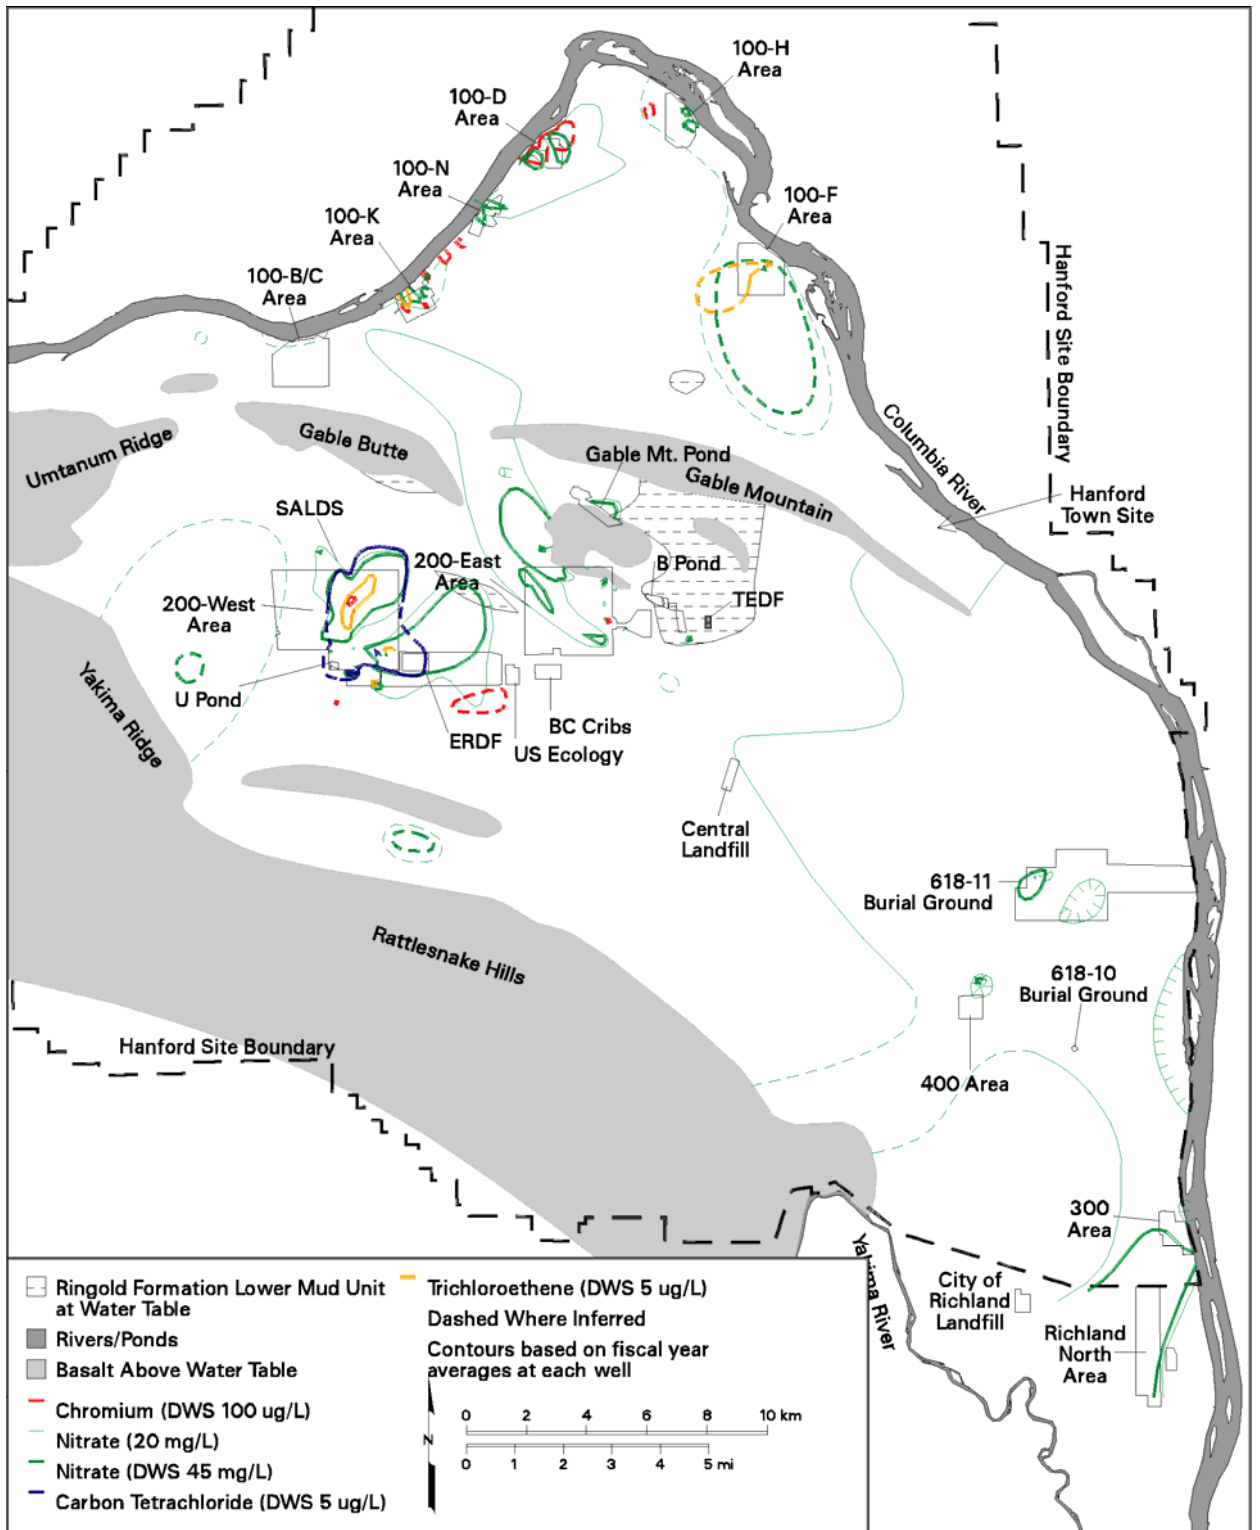 100-H
Area
100-D
Area
100-N
Area
100-K
Area
100-F
Area
100-B/C
Area
Hanford Site Boundary
Columbia River
Umtanum Ridge
Gable Butte
Gable Mt. Pond
Gable Mountain
Hanford
Town Site
SALDS
200-East
Area
B Pond
TEDF
200-West
Area
U Pond
Yakima Ridge
ERDF
BC Cribs
US Ecology
Central
Landfill
618-11
Burial Ground
Rattlesnake Hills
618-10
Burial Ground
Hanford Site Boundary
400 Area
300
Area
Yakima River
City of
Richland
Landfill
Richland
North
Area
Ringold Formation Lower Mud Unit
at Water Table
Rivers/Ponds
Basalt Above Water Table
Chromium (DWS 100 ug/L)
Nitrate (20 mg/L)
Nitrate (DWS 45 mg/L)
Carbon Tetrachloride (DWS 5 ug/L)
Trichloroethene (DWS 5 ug/L)
Dashed Where Inferred
Contours based on fiscal year
averages at each well
N
0 2 4 6 8 10 km
0 1 2 3 4 5 mi